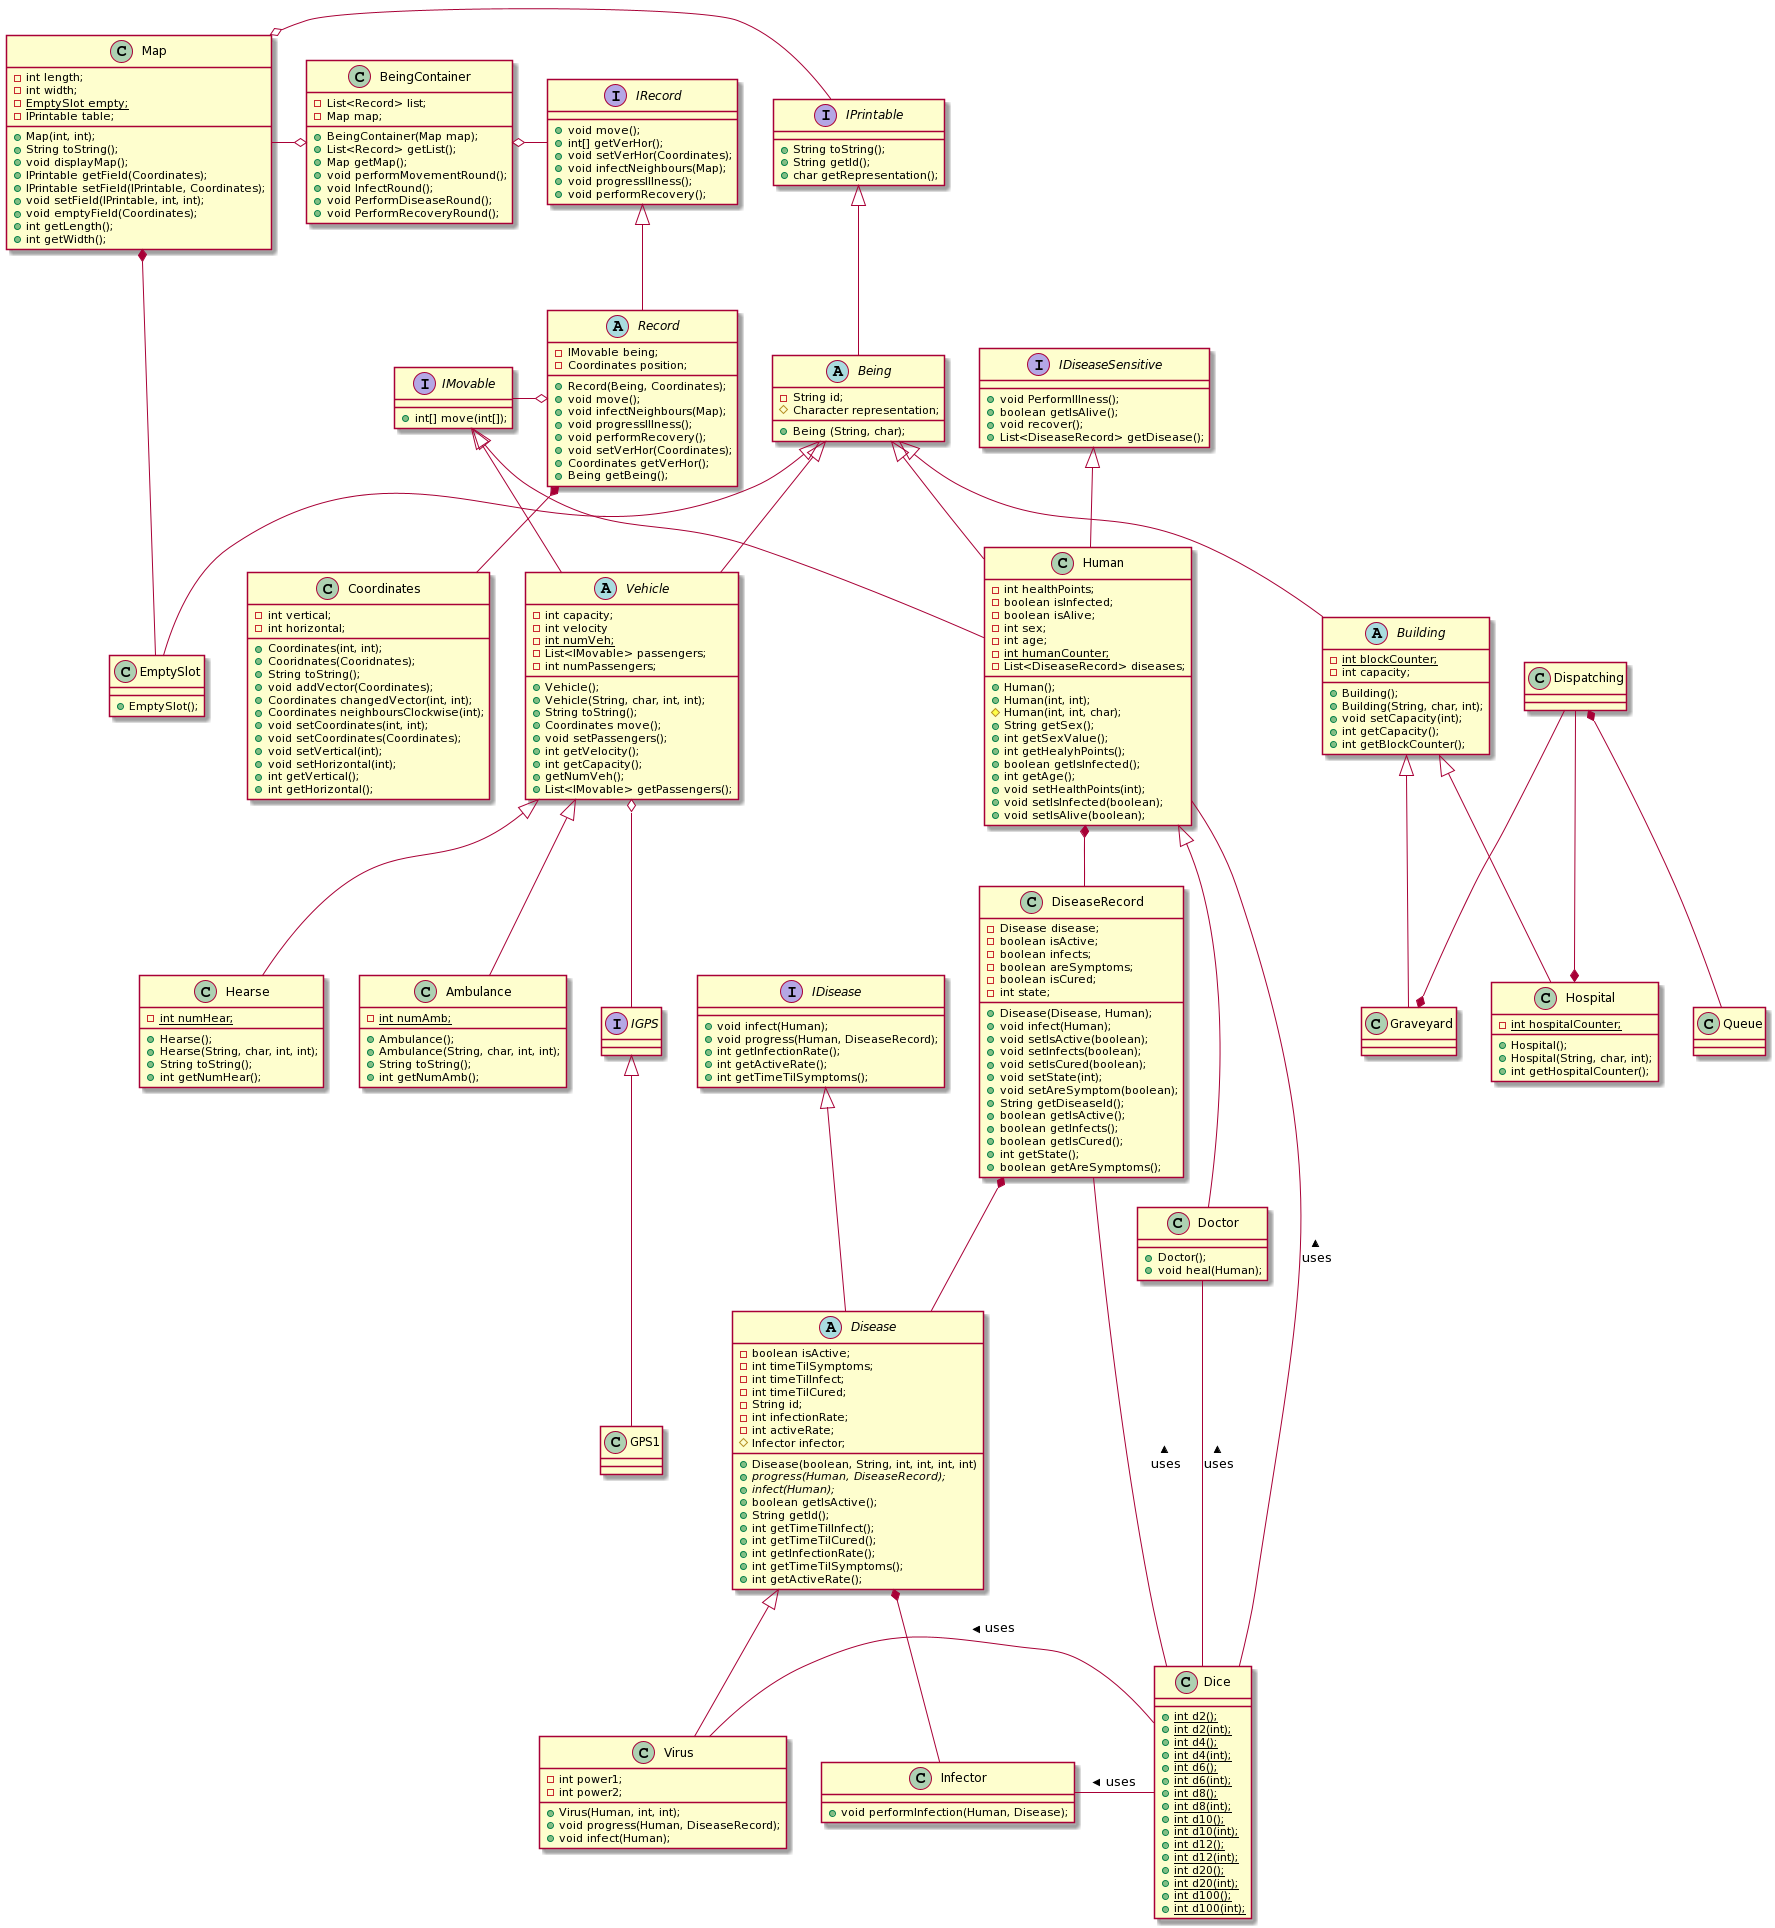 C Map
int length;
int width;
EmptySlot empty;
IPrintable table;
Map(int, int);
String toString();
void displayMap();
IPrintable getField(Coordinates);
IPrintable setField(IPrintable, Coordinates);
void setField(IPrintable, int, int);
void emptyField(Coordinates);
int getLength();
int getWidth();
C BeingContainer
List<Record> list;
Map map;
BeingContainer(Map map);
List<Record> getList();
Map getMap();
void performMovementRound();
void InfectRound();
void PerformDiseaseRound();
void PerformRecoveryRound();
I IRecord
void move();
int[] getVerHor();
void setVerHor(Coordinates);
void infectNeighbours(Map);
void progressIllness();
void performRecovery();
I IPrintable
String toString();
String getId();
char getRepresentation();
I IMovable
int[] move(int[]);
A Record
IMovable being;
Coordinates position;
Record(Being, Coordinates);
void move();
void infectNeighbours(Map);
void progressIllness();
void performRecovery();
void setVerHor(Coordinates);
Coordinates getVerHor();
Being getBeing();
A Being
String id;
Character representation;
Being (String, char);
I IDiseaseSensitive
void PerformIllness();
boolean getIsAlive();
void recover();
List<DiseaseRecord> getDisease();
C EmptySlot
EmptySlot();
C Coordinates
int vertical;
int horizontal;
Coordinates(int, int);
Cooridnates(Cooridnates);
String toString();
void addVector(Coordinates);
Coordinates changedVector(int, int);
Coordinates neighboursClockwise(int);
void setCoordinates(int, int);
void setCoordinates(Coordinates);
void setVertical(int);
void setHorizontal(int);
int getVertical();
int getHorizontal();
A Vehicle
int capacity;
int velocity
int numVeh;
List<IMovable> passengers;
int numPassengers;
Vehicle();
Vehicle(String, char, int, int);
String toString();
Coordinates move();
void setPassengers();
int getVelocity();
int getCapacity();
getNumVeh();
List<IMovable> getPassengers();
C Human
int healthPoints;
boolean isInfected;
boolean isAlive;
int sex;
int age;
int humanCounter;
List<DiseaseRecord> diseases;
Human();
Human(int, int);
Human(int, int, char);
String getSex();
int getSexValue();
int getHealyhPoints();
boolean getIsInfected();
int getAge();
void setHealthPoints(int);
void setIsInfected(boolean);
void setIsAlive(boolean);
A Building
int blockCounter;
int capacity;
Building();
Building(String, char, int);
void setCapacity(int);
int getCapacity();
int getBlockCounter();
C Dispatching
C Hearse
int numHear;
Hearse();
Hearse(String, char, int, int);
String toString();
int getNumHear();
C Ambulance
int numAmb;
Ambulance();
Ambulance(String, char, int, int);
String toString();
int getNumAmb();
I IGPS
I IDisease
void infect(Human);
void progress(Human, DiseaseRecord);
int getInfectionRate();
int getActiveRate();
int getTimeTilSymptoms();
C DiseaseRecord
Disease disease;
boolean isActive;
boolean infects;
boolean areSymptoms;
boolean isCured;
int state;
Disease(Disease, Human);
void infect(Human);
void setIsActive(boolean);
void setInfects(boolean);
void setIsCured(boolean);
void setState(int);
void setAreSymptom(boolean);
String getDiseaseId();
boolean getIsActive();
boolean getInfects();
boolean getIsCured();
int getState();
boolean getAreSymptoms();
C Graveyard
C Hospital
int hospitalCounter;
Hospital();
Hospital(String, char, int);
int getHospitalCounter();
C Queue
C Doctor
Doctor();
void heal(Human);
uses
A Disease
boolean isActive;
int timeTilSymptoms;
int timeTilInfect;
int timeTilCured;
String id;
int infectionRate;
int activeRate;
Infector infector;
Disease(boolean, String, int, int, int, int)
progress(Human, DiseaseRecord);
infect(Human);
boolean getIsActive();
String getId();
int getTimeTilInfect();
int getTimeTilCured();
int getInfectionRate();
int getTimeTilSymptoms();
int getActiveRate();
C GPS1
uses
uses
uses
C Virus
int power1;
int power2;
Virus(Human, int, int);
void progress(Human, DiseaseRecord);
void infect(Human);
C Infector
void performInfection(Human, Disease);
uses
C Dice
int d2();
int d2(int);
int d4();
int d4(int);
int d6();
int d6(int);
int d8();
int d8(int);
int d10();
int d10(int);
int d12();
int d12(int);
int d20();
int d20(int);
int d100();
int d100(int);